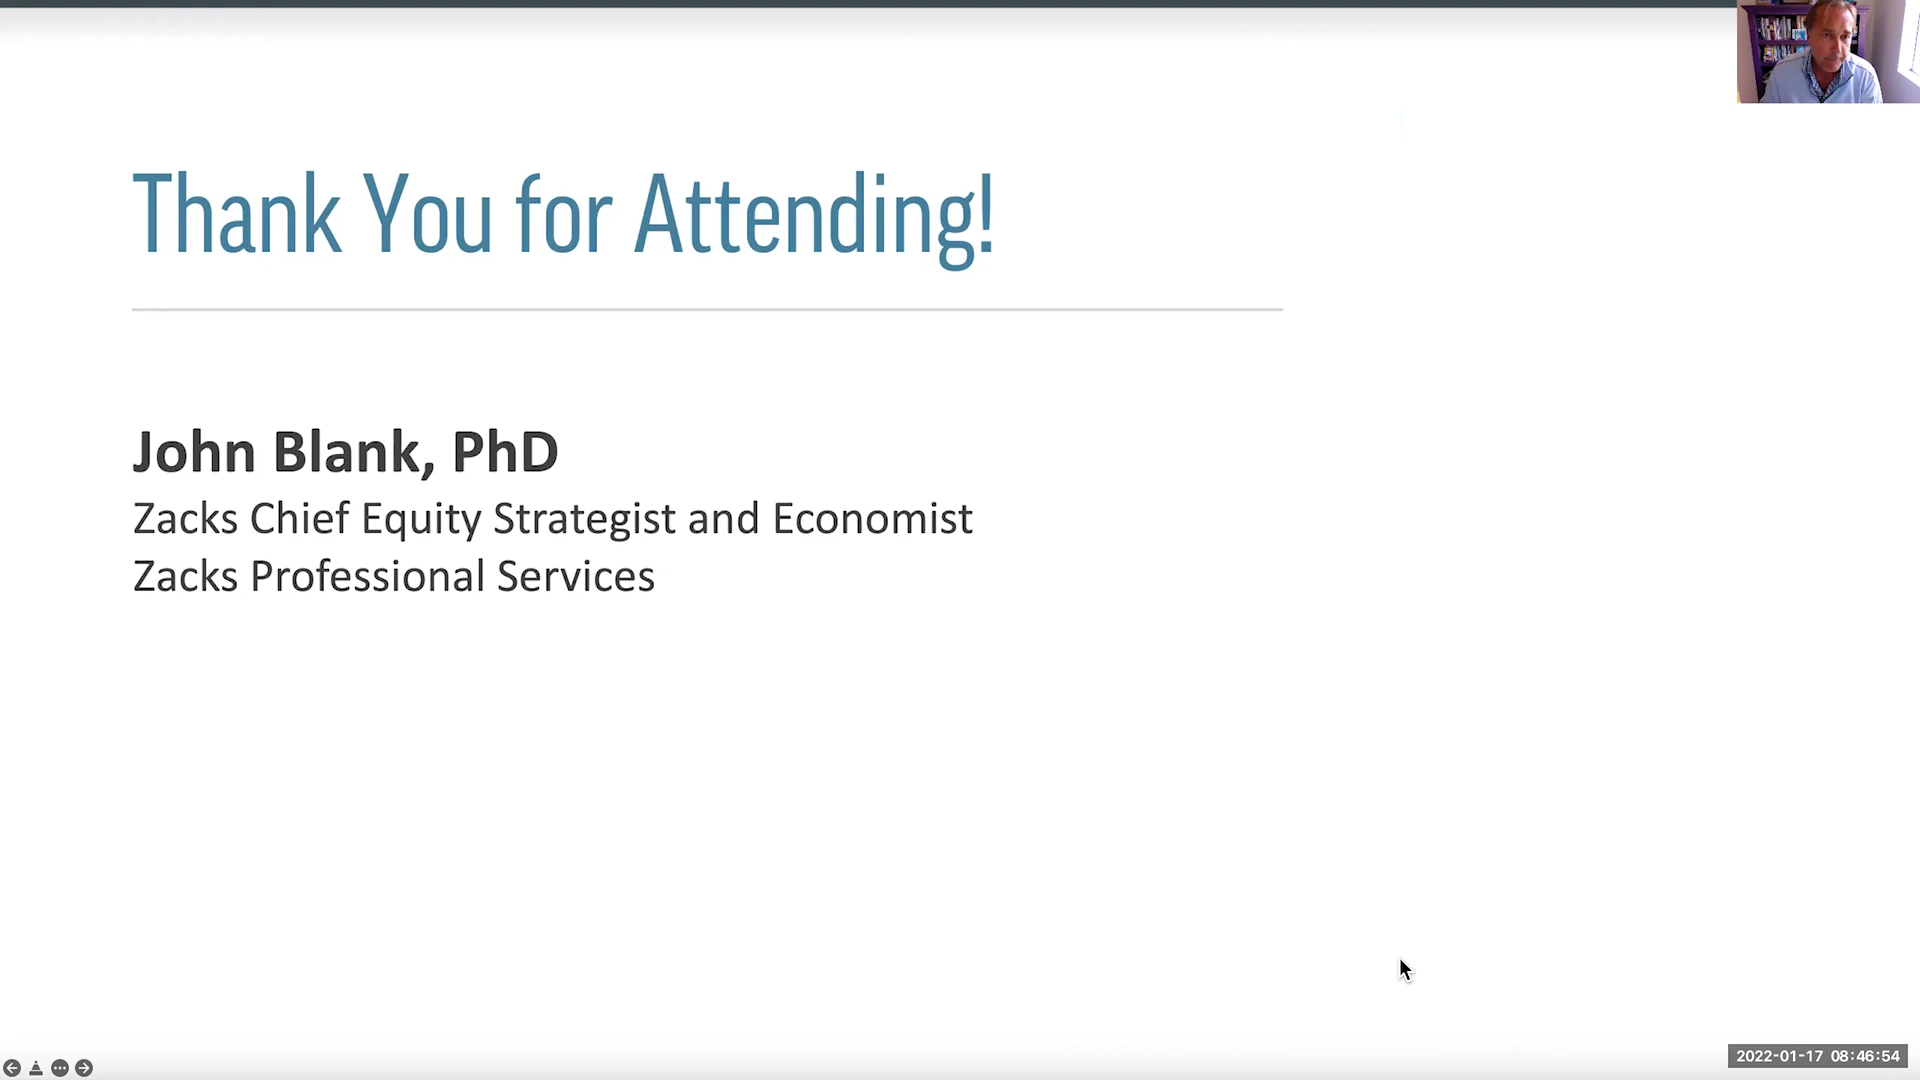 Thank You for Attending!
John Blank, PhD
Zacks Chief Equity Strategist and Economist
Zacks Professional Services
2022-01-17 08:46:54